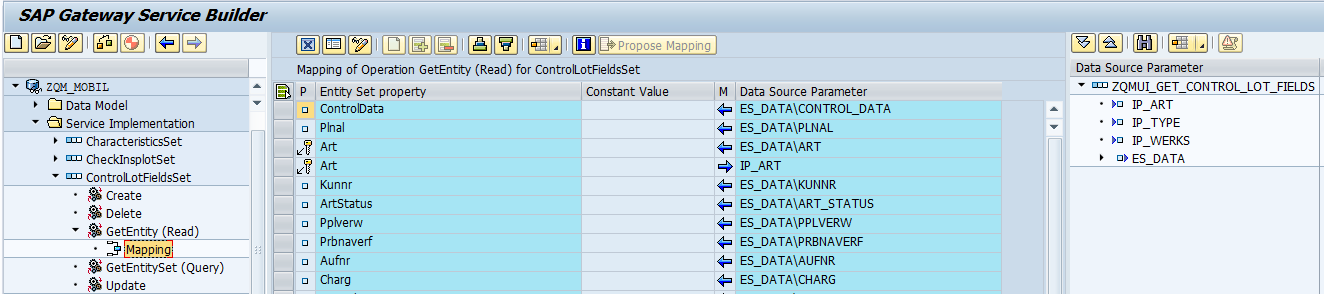 SAP Gateway Service Builder
Propose Mapping
ZQM_MOBIL
Data Model
Service Implementation
CharacteristicsSet
CheckInsplotSet
ControlLotFieldsSet
Create
Delete
GetEntity (Read)
Mapping
GetEntitySet (Query)
Update
Mapping of Operation GetEntity (Read) for ControlLotFieldsSet
P Entity Set property Constant Value M Data Source Parameter
ControlData ES_DATA\CONTROL_DATA
Plnal ES_DATA\PLNAL
Art ES_DATA\ART
Art IP_ART
Kunnr ES_DATA\KUNNR
ArtStatus ES_DATA\ART_STATUS
Pplverw ES_DATA\PPLVERW
Prbnaverf ES_DATA\PRBNAVERF
Aufnr ES_DATA\AUFNR
Charg ES_DATA\CHARG
Data Source Parameter
ZQMUI_GET_CONTROL_LOT_FIELDS
IP_ART
IP_TYPE
IP_WERKS
ES_DATA